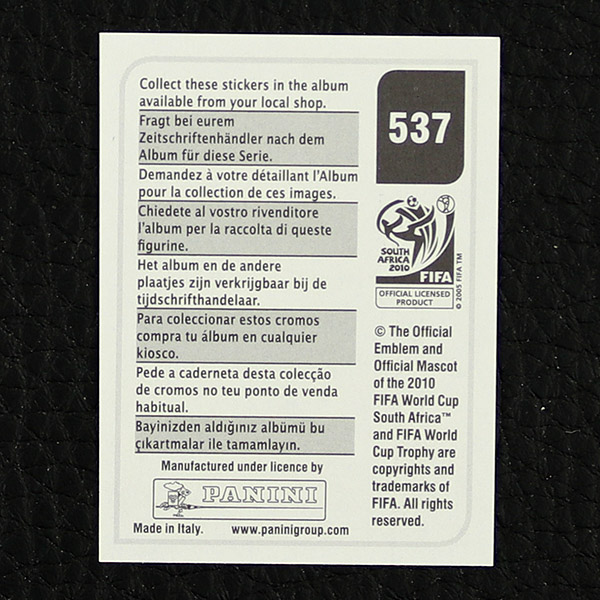 Collect these stickers in the album
available from your local shop.
Fragt bei eurem
Zeitschriftenhändler nach dem
Album für diese Serie.
Demandez à votre détaillant l'Album
pour la collection de ces images.
Chiedete al vostro rivenditore
l'album per la raccolta di queste
figurine.
Het album en de andere
plaatjes zijn verkrijgbaar bij de
tijdschrifthandelaar.
Para coleccionar estos cromos
compra tu álbum en cualquier
kiosco.
Pede a caderneta desta colecção
de cromos no teu ponto de venda
habitual.
Bayinizden aldığınız albümü bu
çıkartmalar ile tamamlayın.
Manufactured under licence by
PANINI
Made in Italy. www.paninigroup.com
537
SOUTH
AFRICA
2010
FIFA
OFFICIAL LICENSED
PRODUCT
© 2005 FIFA TM
© The Official
Emblem and
Official Mascot
of the 2010
FIFA World Cup
South Africa™
and FIFA World
Cup Trophy are
copyrights and
trademarks of
FIFA. All rights
reserved.